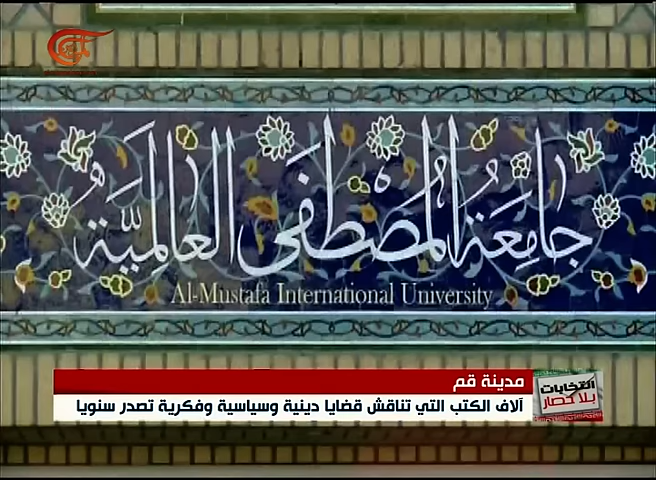 جامعة المصطفى العالمية
Al-Mustafa International University
مدينة قم
آلاف الكتب التي تناقش قضايا دينية وسياسية وفكرية تصدر سنويا
انتخابات
بلا حصار